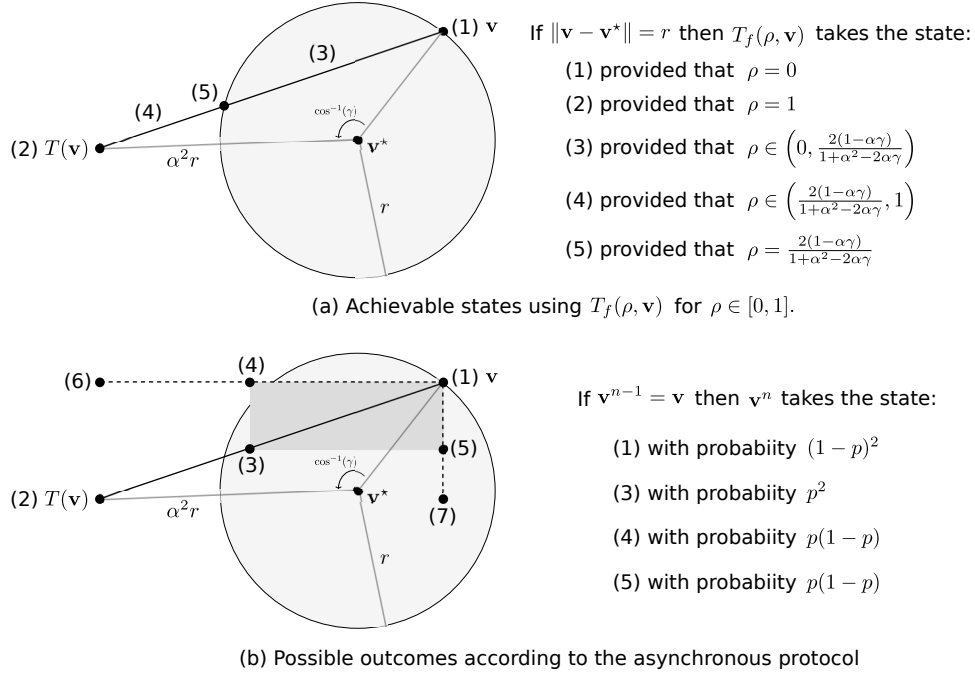 (1) v
(3)
(5)
(4)
cos⁻¹(γ)
(2) T(v)
α²r
v⋆
r
If ‖v − v⋆‖ = r then T_f(ρ, v) takes the state:
(1) provided that ρ = 0
(2) provided that ρ = 1
(3) provided that ρ ∈ (0, 2(1−αγ)/(1+α²−2αγ))
(4) provided that ρ ∈ (2(1−αγ)/(1+α²−2αγ), 1)
(5) provided that ρ = 2(1−αγ)/(1+α²−2αγ)
(a) Achievable states using T_f(ρ, v) for ρ ∈ [0, 1].
(4)
(6)
(1) v
(5)
(3)
cos⁻¹(γ)
(2) T(v)
α²r
v⋆
(7)
r
If vⁿ⁻¹ = v then vⁿ takes the state:
(1) with probabiity (1 − p)²
(3) with probabiity p²
(4) with probabiity p(1 − p)
(5) with probabiity p(1 − p)
(b) Possible outcomes according to the asynchronous protocol